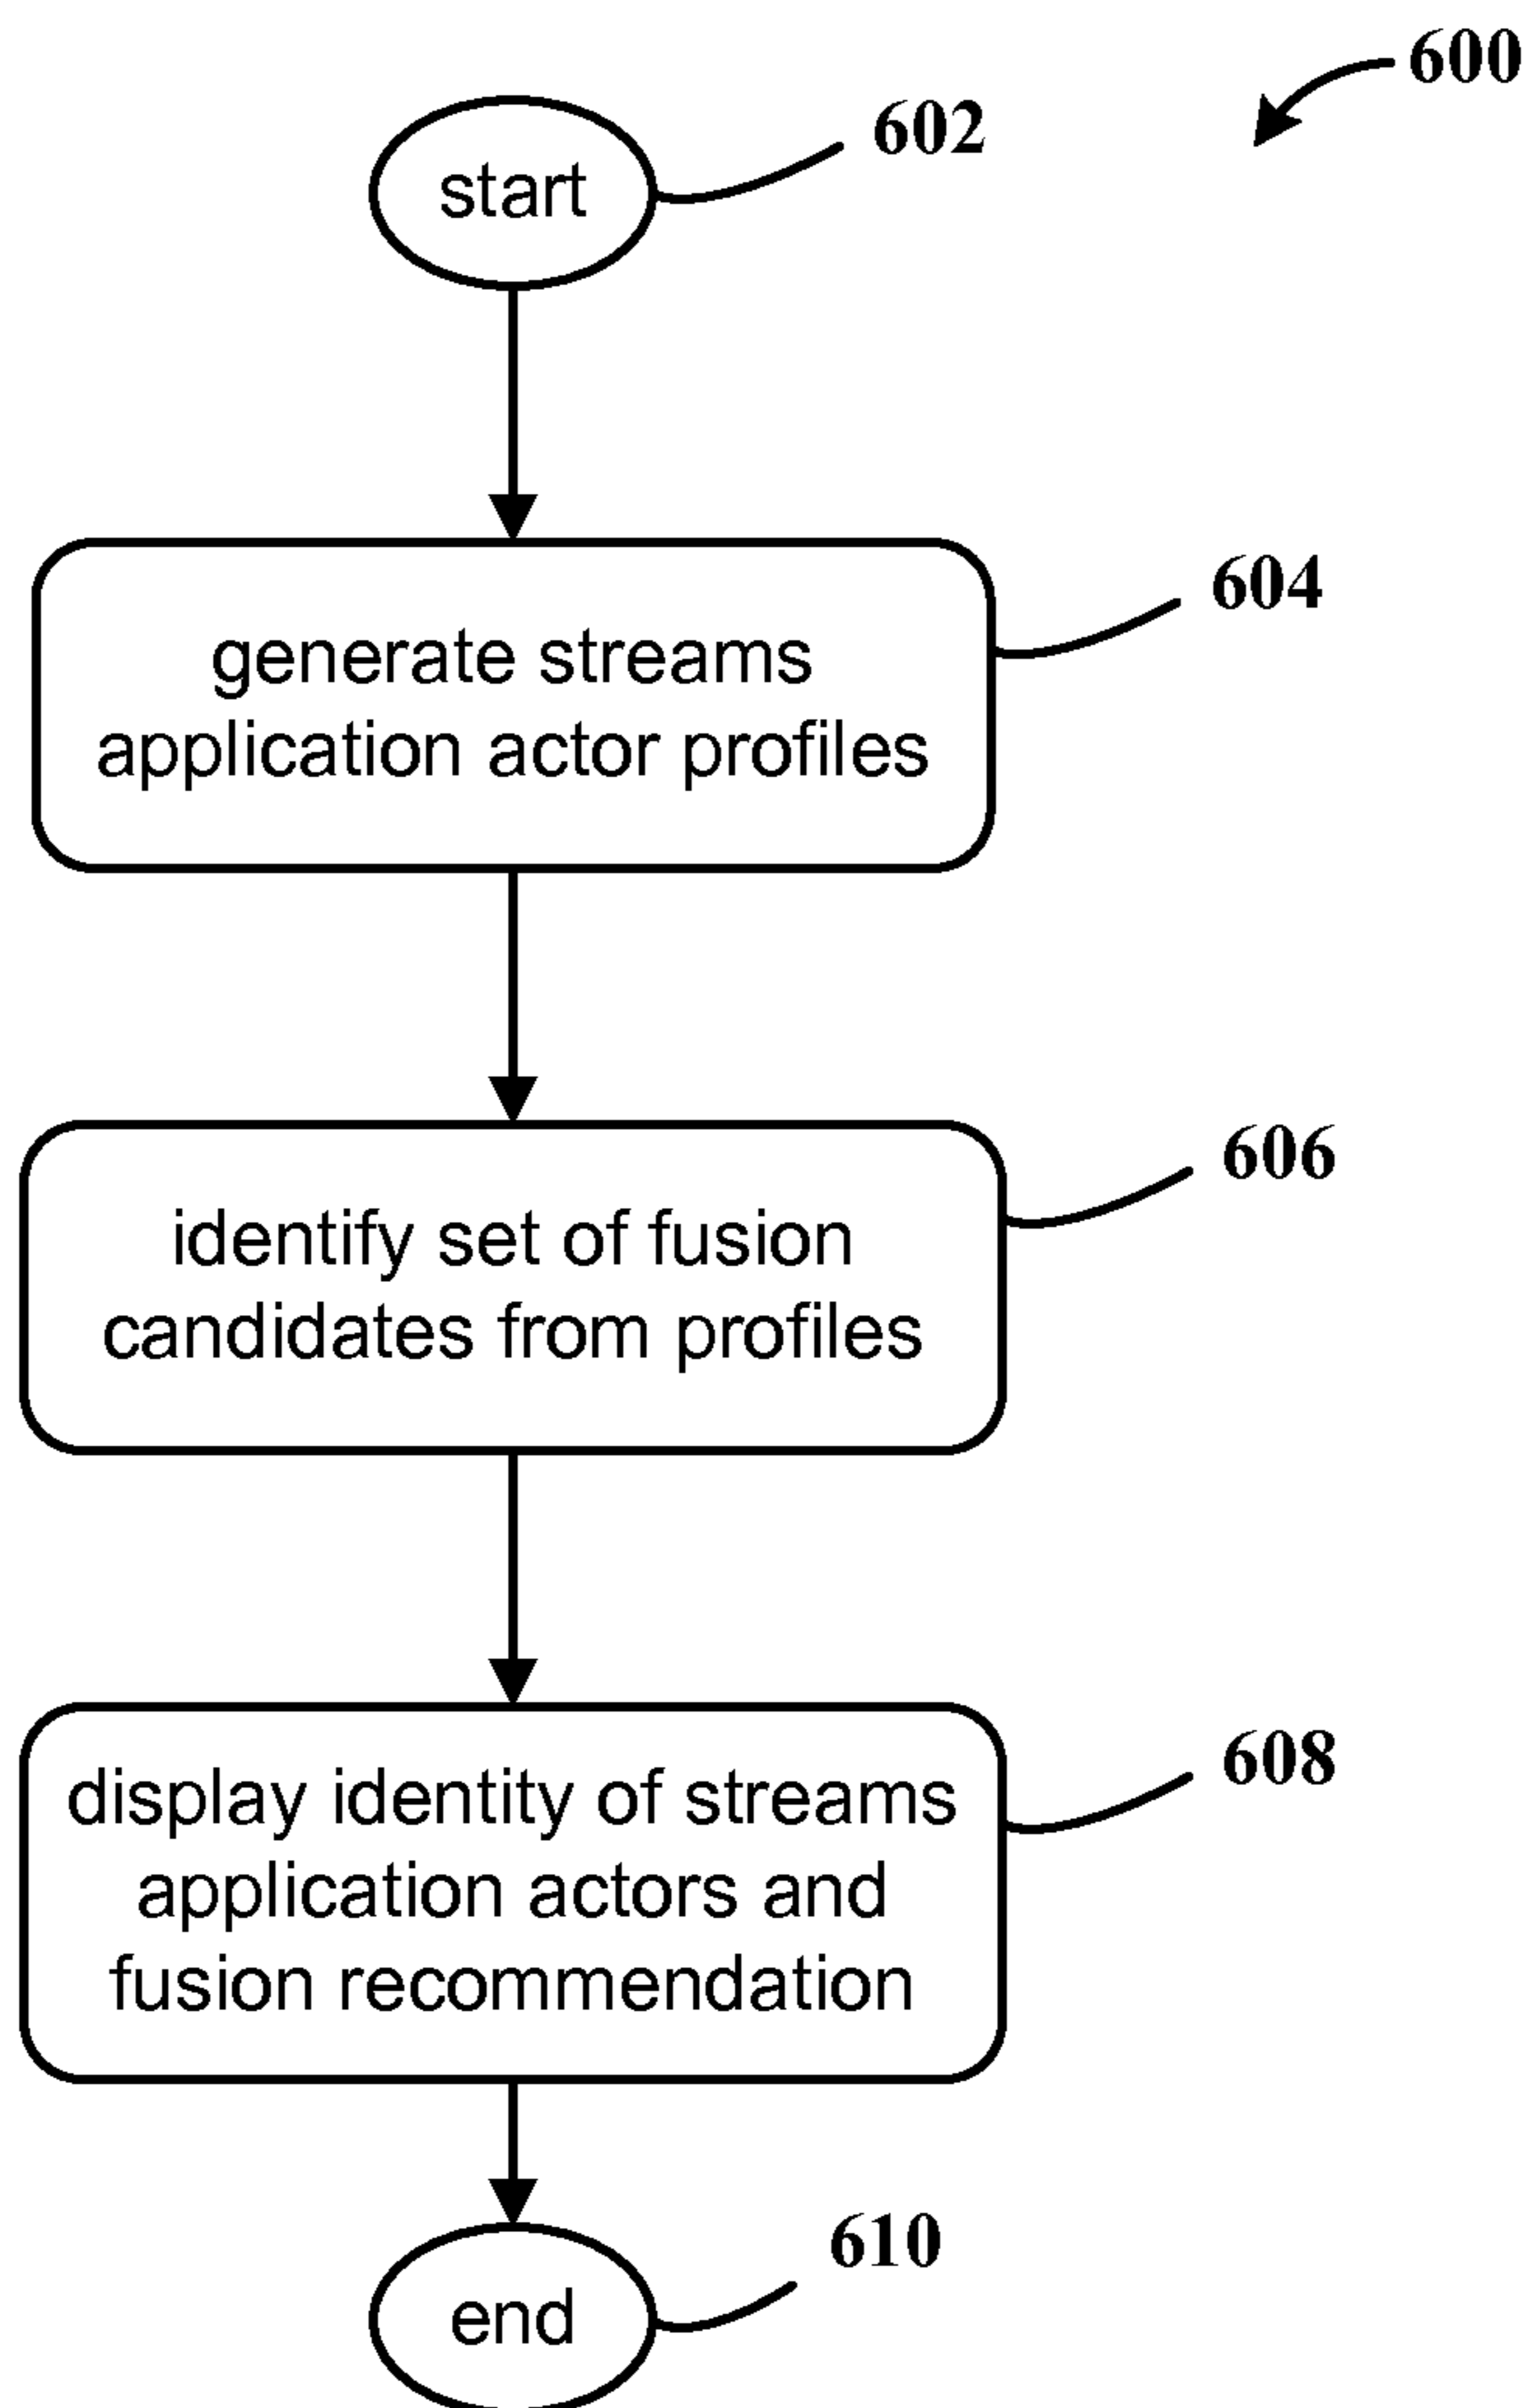 600
602
start
604
generate streams
application actor profiles
606
identify set of fusion
candidates from profiles
608
display identity of streams
application actors and
fusion recommendation
610
end